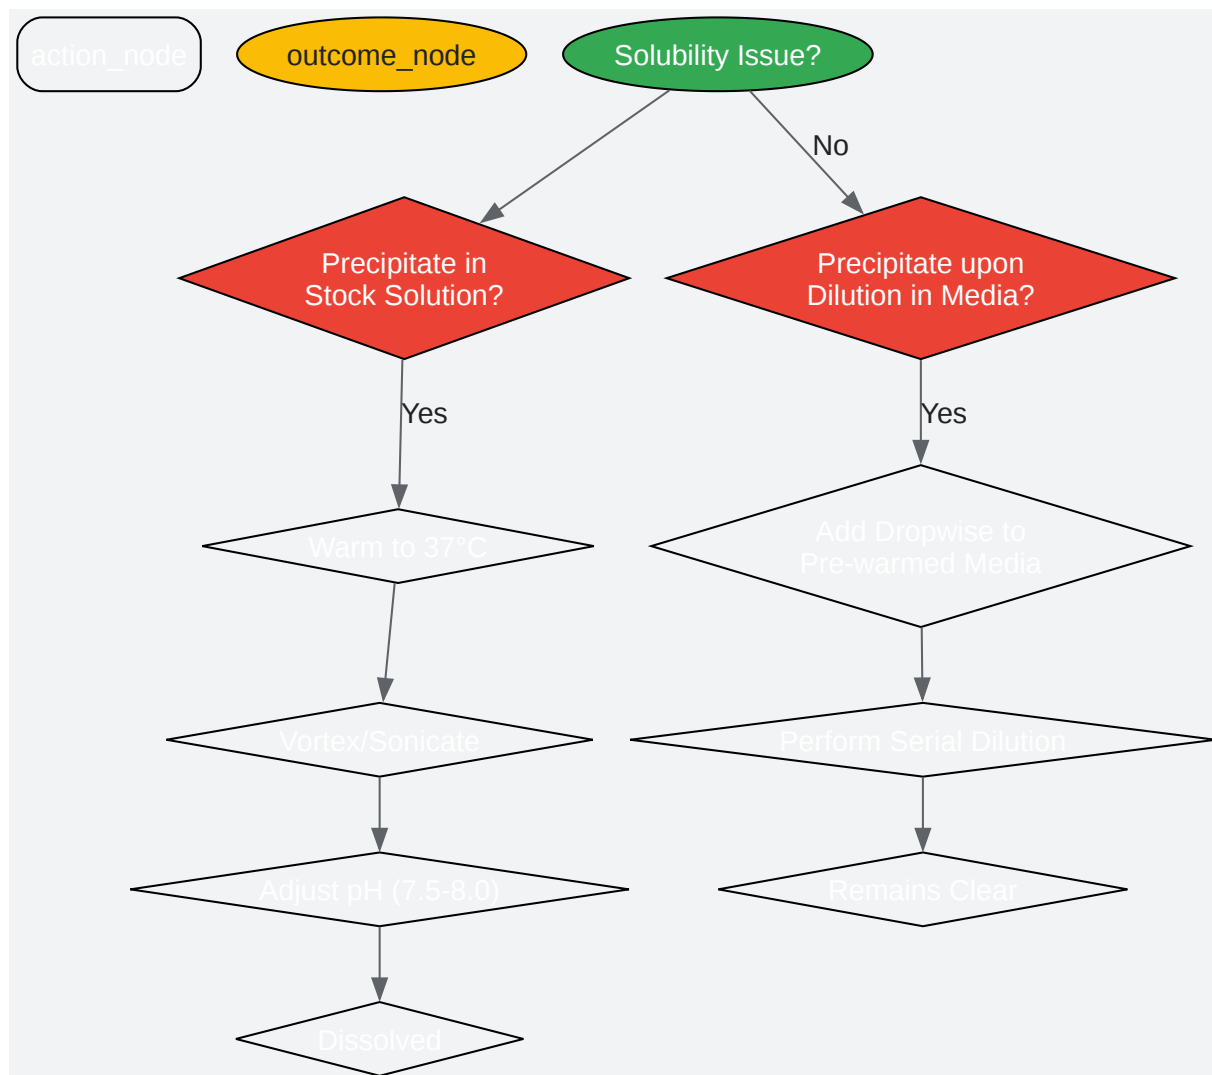 action_node
outcome_node
Solubility Issue?
No
Precipitate in
Stock Solution?
Precipitate upon
Dilution in Media?
Yes
Yes
Warm to 37°C
Add Dropwise to
Pre-warmed Media
Vortex/Sonicate
Perform Serial Dilution
Adjust pH (7.5-8.0)
Remains Clear
Dissolved